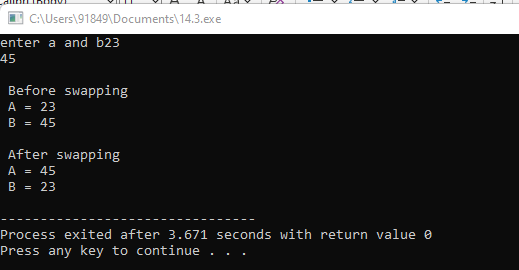 C:\Users\91849\Documents\14.3.exe
enter a and b23
45
Before swapping
A = 23
B = 45
After swapping
A = 45
B = 23
--------------------------------
Process exited after 3.671 seconds with return value 0
Press any key to continue . . .